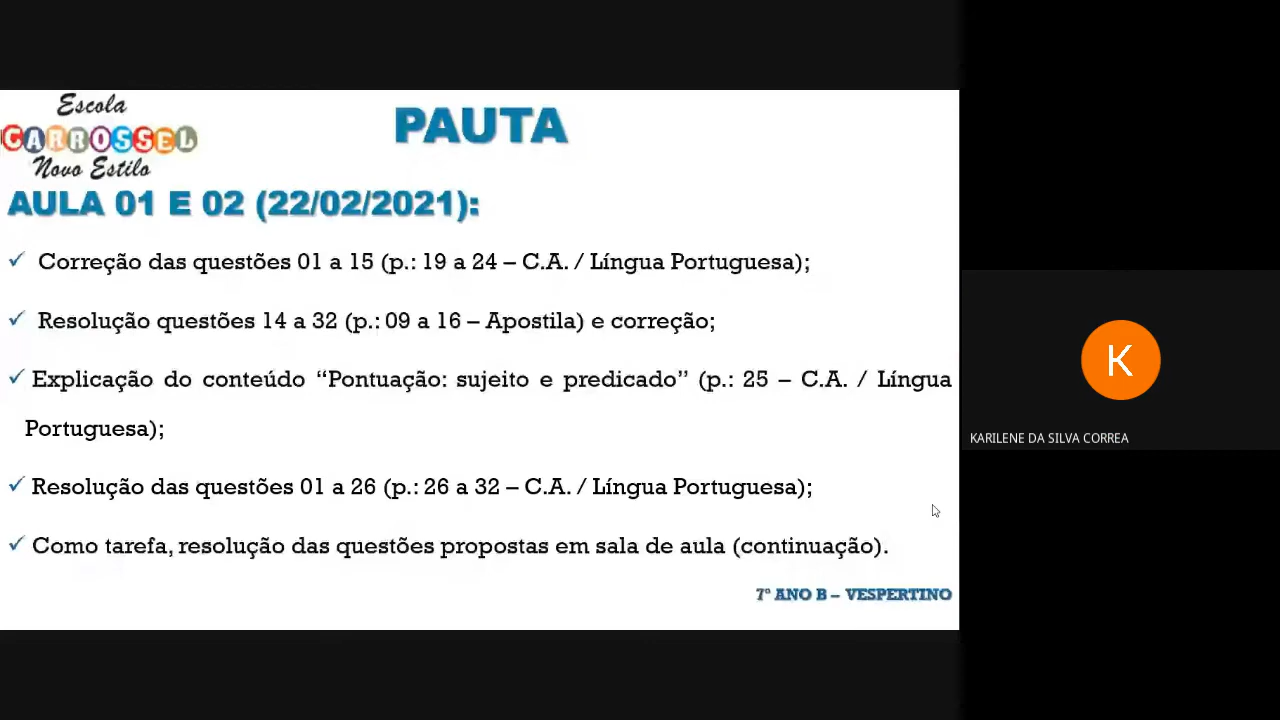 Escola
CARROSSEL
Novo Estilo
PAUTA
AULA 01 E 02 (22/02/2021):
✓ Correção das questões 01 a 15 (p.: 19 a 24 – C.A. / Língua Portuguesa);
✓ Resolução questões 14 a 32 (p.: 09 a 16 – Apostila) e correção;
✓ Explicação do conteúdo “Pontuação: sujeito e predicado” (p.: 25 – C.A. / Língua
Portuguesa);
✓ Resolução das questões 01 a 26 (p.: 26 a 32 – C.A. / Língua Portuguesa);
✓ Como tarefa, resolução das questões propostas em sala de aula (continuação).
7º ANO B – VESPERTINO
K
KARILENE DA SILVA CORREA